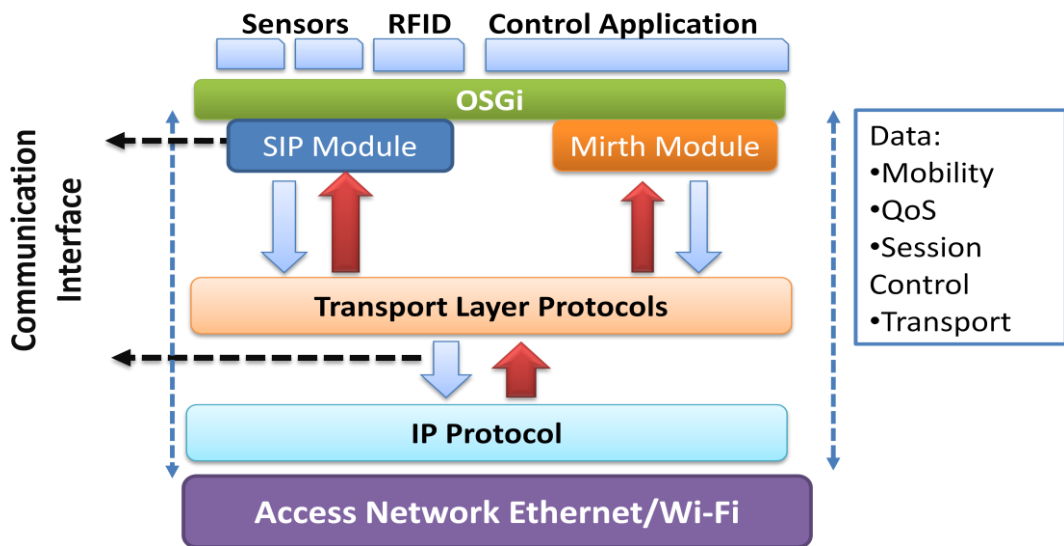 Sensors RFID Control Application
OSGi
SIP Module
Mirth Module
Communication
Interface
Transport Layer Protocols
IP Protocol
Access Network Ethernet/Wi-Fi
Data:
•Mobility
•QoS
•Session
Control
•Transport